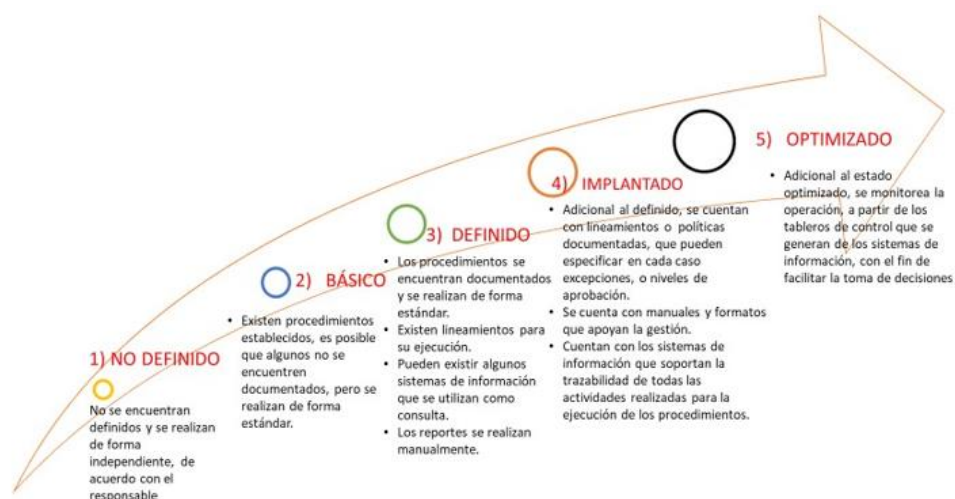 1) NO DEFINIDO
No se encuentran
definidos y se realizan
de forma
independiente, de
acuerdo con el
responsable
2) BÁSICO
• Existen procedimientos
establecidos, es posible
que algunos no se
encuentren
documentados, pero se
realizan de forma
estándar.
3) DEFINIDO
• Los procedimientos se
encuentran documentados
y se realizan de forma
estándar.
• Existen lineamientos para
su ejecución.
• Pueden existir algunos
sistemas de información
que se utilizan como
consulta.
• Los reportes se realizan
manualmente.
4) IMPLANTADO
• Adicional al definido, se cuentan
con lineamientos o políticas
documentadas, que pueden
especificar en cada caso
excepciones, o niveles de
aprobación.
• Se cuenta con manuales y formatos
que apoyan la gestión.
• Cuentan con los sistemas de
información que soportan la
trazabilidad de todas las
actividades realizadas para la
ejecución de los procedimientos.
5) OPTIMIZADO
• Adicional al estado
optimizado, se monitorea la
operación, a partir de los
tableros de control que se
generan de los sistemas de
información, con el fin de
facilitar la toma de decisiones